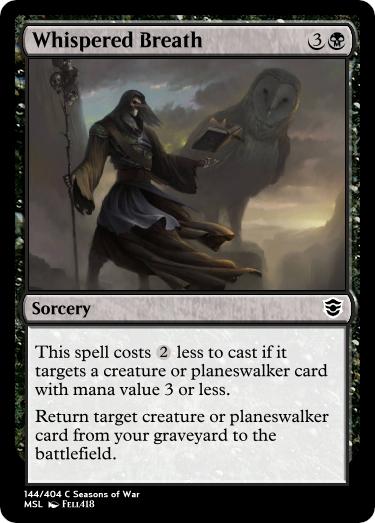 Whispered Breath 3
Sorcery
This spell costs 2 less to cast if it
targets a creature or planeswalker card
with mana value 3 or less.
Return target creature or planeswalker
card from your graveyard to the
battlefield.
144/404 C Seasons of War
MSL FELL418